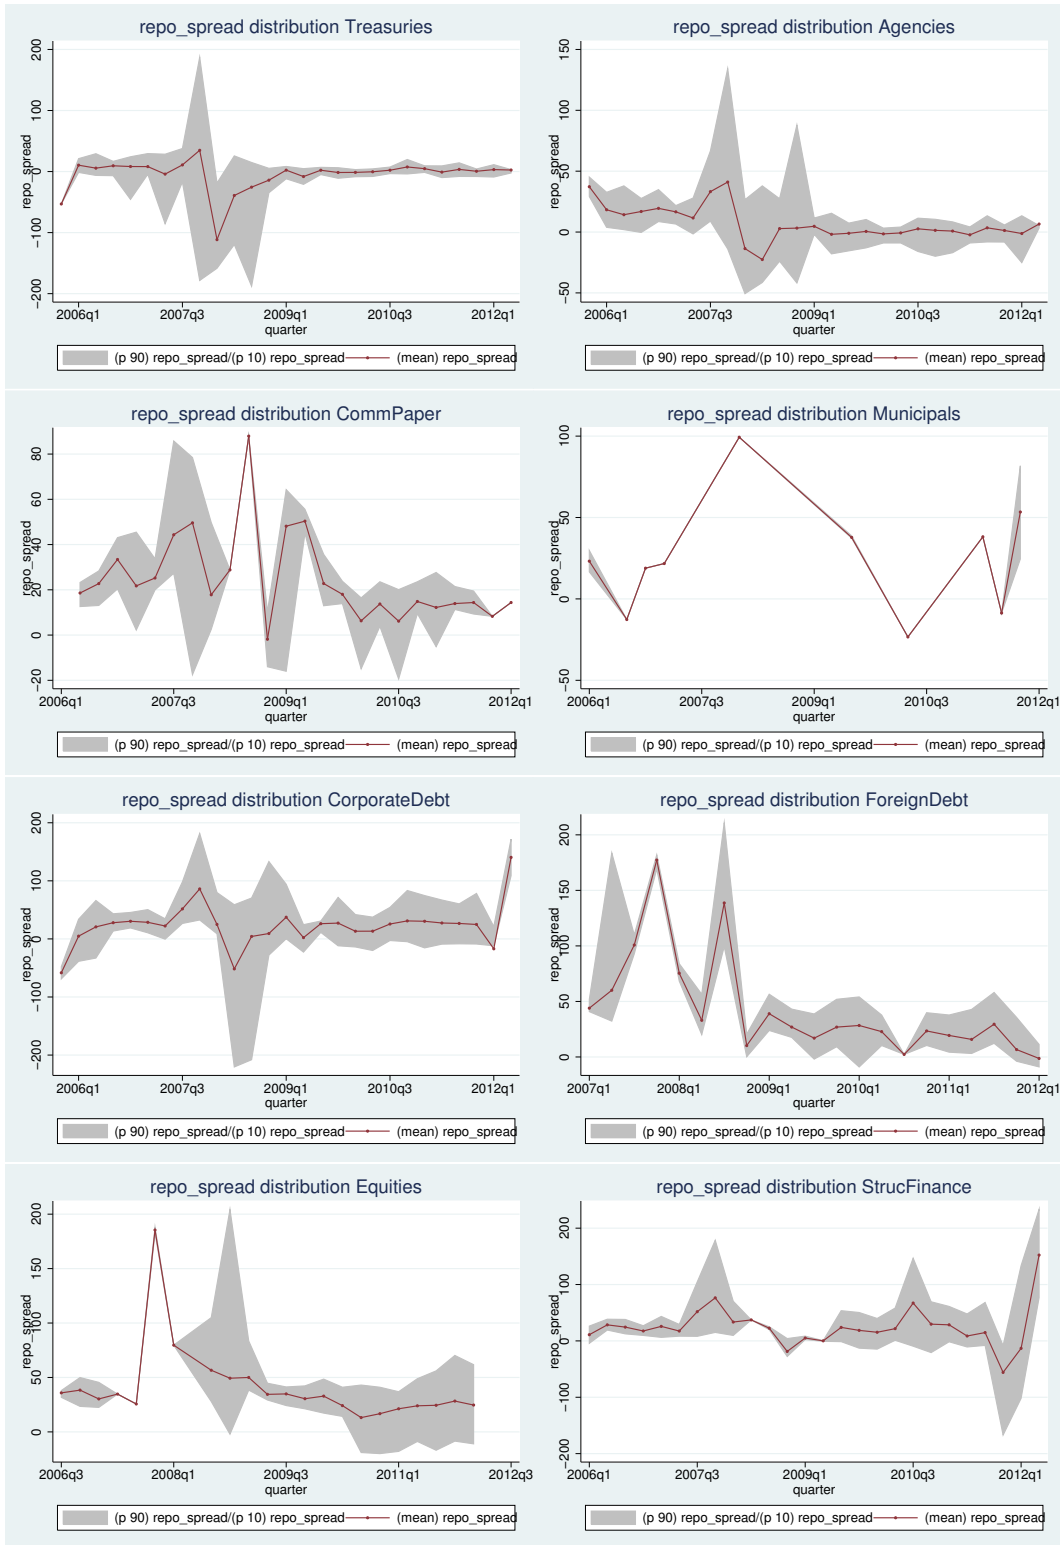 repo_spread distribution Treasuries
repo_spread
200
100
0
−100
−200
2006q1 2007q3 2009q1 2010q3 2012q1
quarter
(p 90) repo_spread/(p 10) repo_spread (mean) repo_spread
repo_spread distribution Agencies
repo_spread
150
100
50
0
−50
2006q1 2007q3 2009q1 2010q3 2012q1
quarter
(p 90) repo_spread/(p 10) repo_spread (mean) repo_spread
repo_spread distribution CommPaper
repo_spread
80
60
40
20
0
−20
2006q1 2007q3 2009q1 2010q3 2012q1
quarter
(p 90) repo_spread/(p 10) repo_spread (mean) repo_spread
repo_spread distribution Municipals
repo_spread
100
50
0
−50
2006q1 2007q3 2009q1 2010q3 2012q1
quarter
(p 90) repo_spread/(p 10) repo_spread (mean) repo_spread
repo_spread distribution CorporateDebt
repo_spread
200
100
0
−100
−200
2006q1 2007q3 2009q1 2010q3 2012q1
quarter
(p 90) repo_spread/(p 10) repo_spread (mean) repo_spread
repo_spread distribution ForeignDebt
repo_spread
200
150
100
50
0
2007q1 2008q1 2009q1 2010q1 2011q1 2012q1
quarter
(p 90) repo_spread/(p 10) repo_spread (mean) repo_spread
repo_spread distribution Equities
repo_spread
200
150
100
50
0
2006q3 2008q1 2009q3 2011q1 2012q3
quarter
(p 90) repo_spread/(p 10) repo_spread (mean) repo_spread
repo_spread distribution StrucFinance
repo_spread
200
100
0
−100
−200
2006q1 2007q3 2009q1 2010q3 2012q1
quarter
(p 90) repo_spread/(p 10) repo_spread (mean) repo_spread